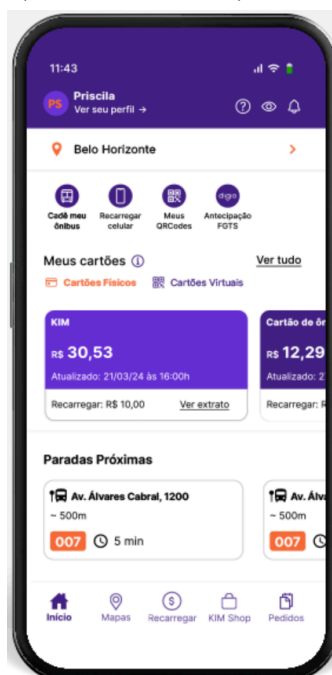 11:43
PS
Priscila
Ver seu perfil →
Belo Horizonte
Cadê meu ônibus
Recarregar celular
Meus QRCodes
digio
Antecipação FGTS
Meus cartões
Ver tudo
Cartões Físicos
Cartões Virtuais
KIM
R$ 30,53
Atualizado: 21/03/24 às 16:00h
Recarregar: R$ 10,00
Ver extrato
Cartão de ôn
R$ 12,29
Atualizado: 2
Recarregar: R
Paradas Próximas
Av. Álvares Cabral, 1200
~ 500m
007
5 min
Av. Álva
~ 500m
007
Início
Mapas
Recarregar
KIM Shop
Pedidos